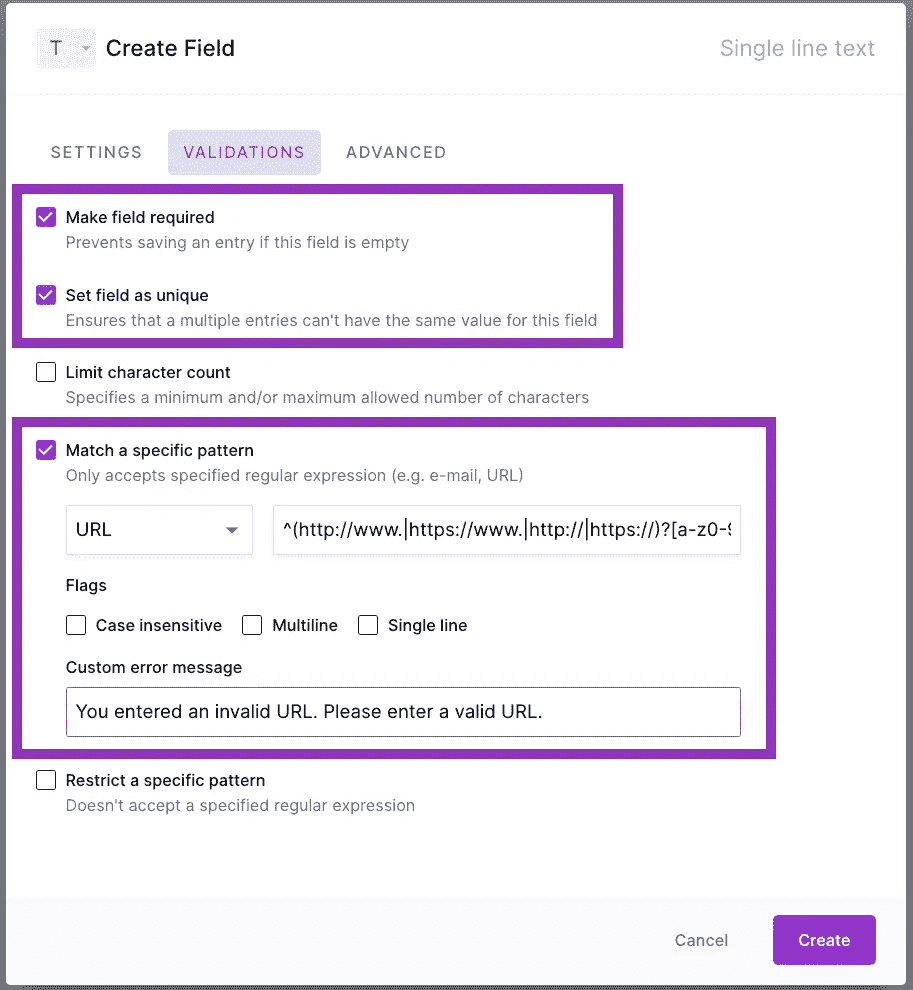 T Create Field Single line text
SETTINGS VALIDATIONS ADVANCED
Make field required
Prevents saving an entry if this field is empty
Set field as unique
Ensures that a multiple entries can't have the same value for this field
Limit character count
Specifies a minimum and/or maximum allowed number of characters
Match a specific pattern
Only accepts specified regular expression (e.g. e-mail, URL)
URL ^(http://www.|https://www.|http://|https://)?[a-z0-9
Flags
Case insensitive Multiline Single line
Custom error message
You entered an invalid URL. Please enter a valid URL.
Restrict a specific pattern
Doesn't accept a specified regular expression
Cancel Create